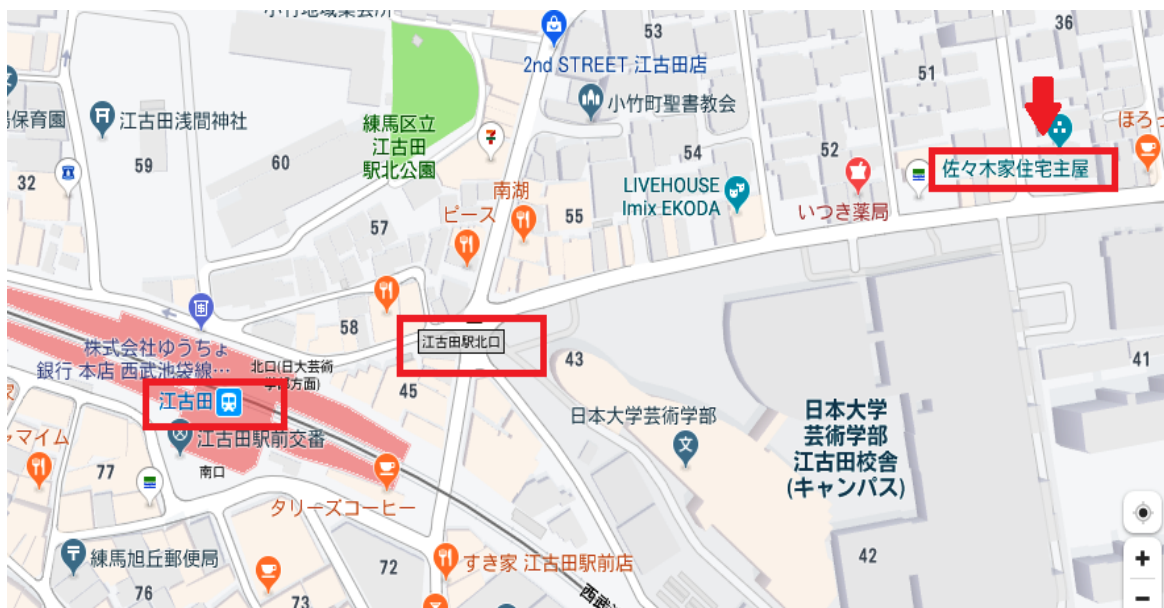 小竹地域集会所
53
36
2nd STREET 江古田店
51
小竹町聖書教会
ほろっ
保育園
江古田浅間神社
練馬区立
江古田
駅北公園
59
60
54
52
佐々木家住宅主屋
32
南湖
LIVEHOUSE
Imix EKODA
いつき薬局
ピース
55
57
58
江古田駅北口
株式会社ゆうちょ
銀行 本店 西武池袋線…
北口(日大芸術
学部方面)
43
41
45
江古田
日本大学芸術学部
日本大学
芸術学部
江古田校舎
(キャンパス)
マイム
江古田駅前交番
77
南口
タリーズコーヒー
練馬旭丘郵便局
72
すき家 江古田駅前店
42
76
73
西武